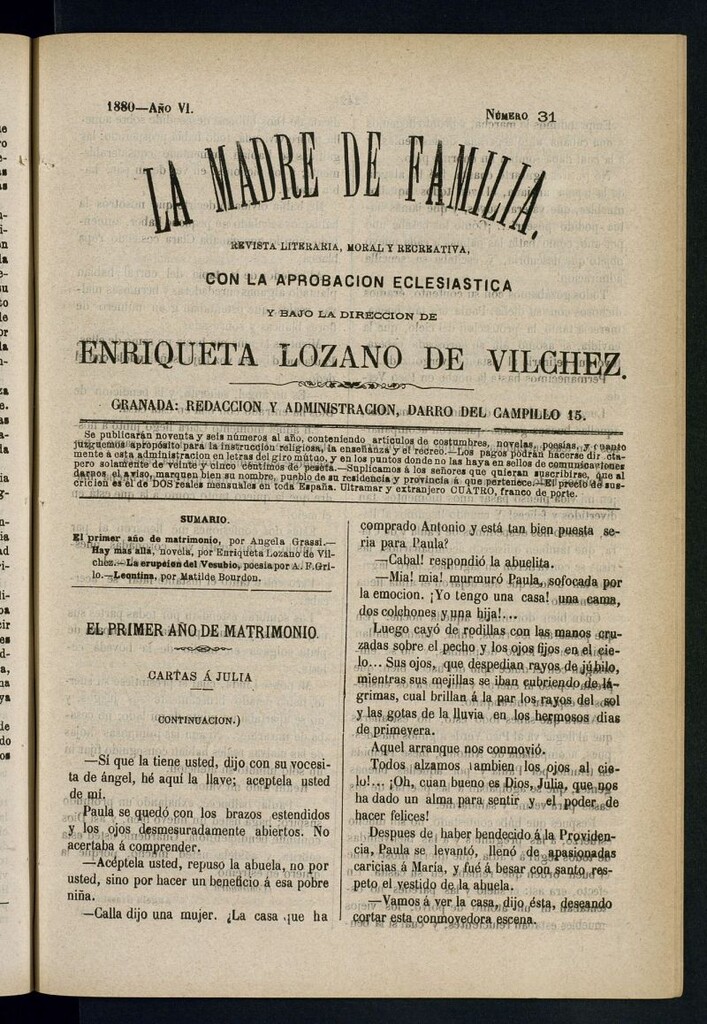 1880—Año VI.
Número 31
LA MADRE DE FAMILIA.
REVISTA LITERARIA, MORAL Y RECREATIVA,
CON LA APROBACION ECLESIASTICA
Y BAJO LA DIRECCION DE
ENRIQUETA LOZANO DE VILCHEZ.
GRANADA: REDACCION Y ADMINISTRACION, DARRO DEL CAMPILLO 15.
Se publicarán noventa y seis números al año, conteniendo artículos de costumbres, novelas, poesías, y cuanto
juzguemos apropósito para la instruccion religiosa, la enseñanza y el recreo.—Los pagos podrán hacerse dir cta-
mente á esta administracion en letras del giro mútuo, y en los puntos donde no las haya en sellos de comunicaciones
pero solamente de veinte y cinco céntimos de peseta.—Suplicamos á los señores que quieran suscribirse, que al
darnos el aviso, marquen bien su nombre, pueblo de su residencia y provincia á que pertenece.—El precio de sus-
cricion es el de DOS reales mensuales en toda España. Ultramar y extranjero CUATRO, franco de porte.
SUMARIO.
El primer año de matrimonio, por Angela Grassi.—
Hay mas allá, novela, por Enriqueta Lozano de Vil-
chez.—La erupcion del Vesubio, poesia por A. F. Gri-
lo.—Leontina, por Matilde Bourdon.
EL PRIMER AÑO DE MATRIMONIO.
CARTAS Á JULIA
CONTINUACION.)
—Sí que la tiene usted, dijo con su vocesi-
ta de ángel, hé aquí la llave; aceptela usted
de mí.
Paula se quedó con los brazos estendidos
y los ojos desmesuradamente abiertos. No
acertaba á comprender.
—Acéptela usted, repuso la abuela, no por
usted, sino por hacer un beneficio á esa pobre
niña.
—Calla dijo una mujer. ¿La casa que ha
comprado Antonio y está tan bien puesta se-
ria para Paula?
—Cabal! respondió la abuelita.
—Mia! mia! murmuró Paula, sofocada por
la emocion. ¡Yo tengo una casa! una cama,
dos colchones y una hija!...
Luego cayó de rodillas con las manos cru-
zadas sobre el pecho y los ojos fijos en el cie-
lo... Sus ojos, que despedian rayos de júbilo,
mientras sus mejillas se iban cubriendo de lá-
grimas, cual brillan á la par los rayos del sol
y las gotas de la lluvia en los hermosos dias
de primevera.
Aquel arranque nos conmovió.
Todos alzamos tambien los ojos al cie-
lo!... ¡Oh, cuan bueno es Dios, Julia, que nos
ha dado un alma para sentir y el poder de
hacer felices!
Despues de haber bendecido á la Providen-
cia, Paula se levantó, llenó de apasionadas
caricias á María, y fué á besar con santo res-
peto el vestido de la abuela.
—Vamos á ver la casa, dijo ésta, deseando
cortar esta conmovedora escena.